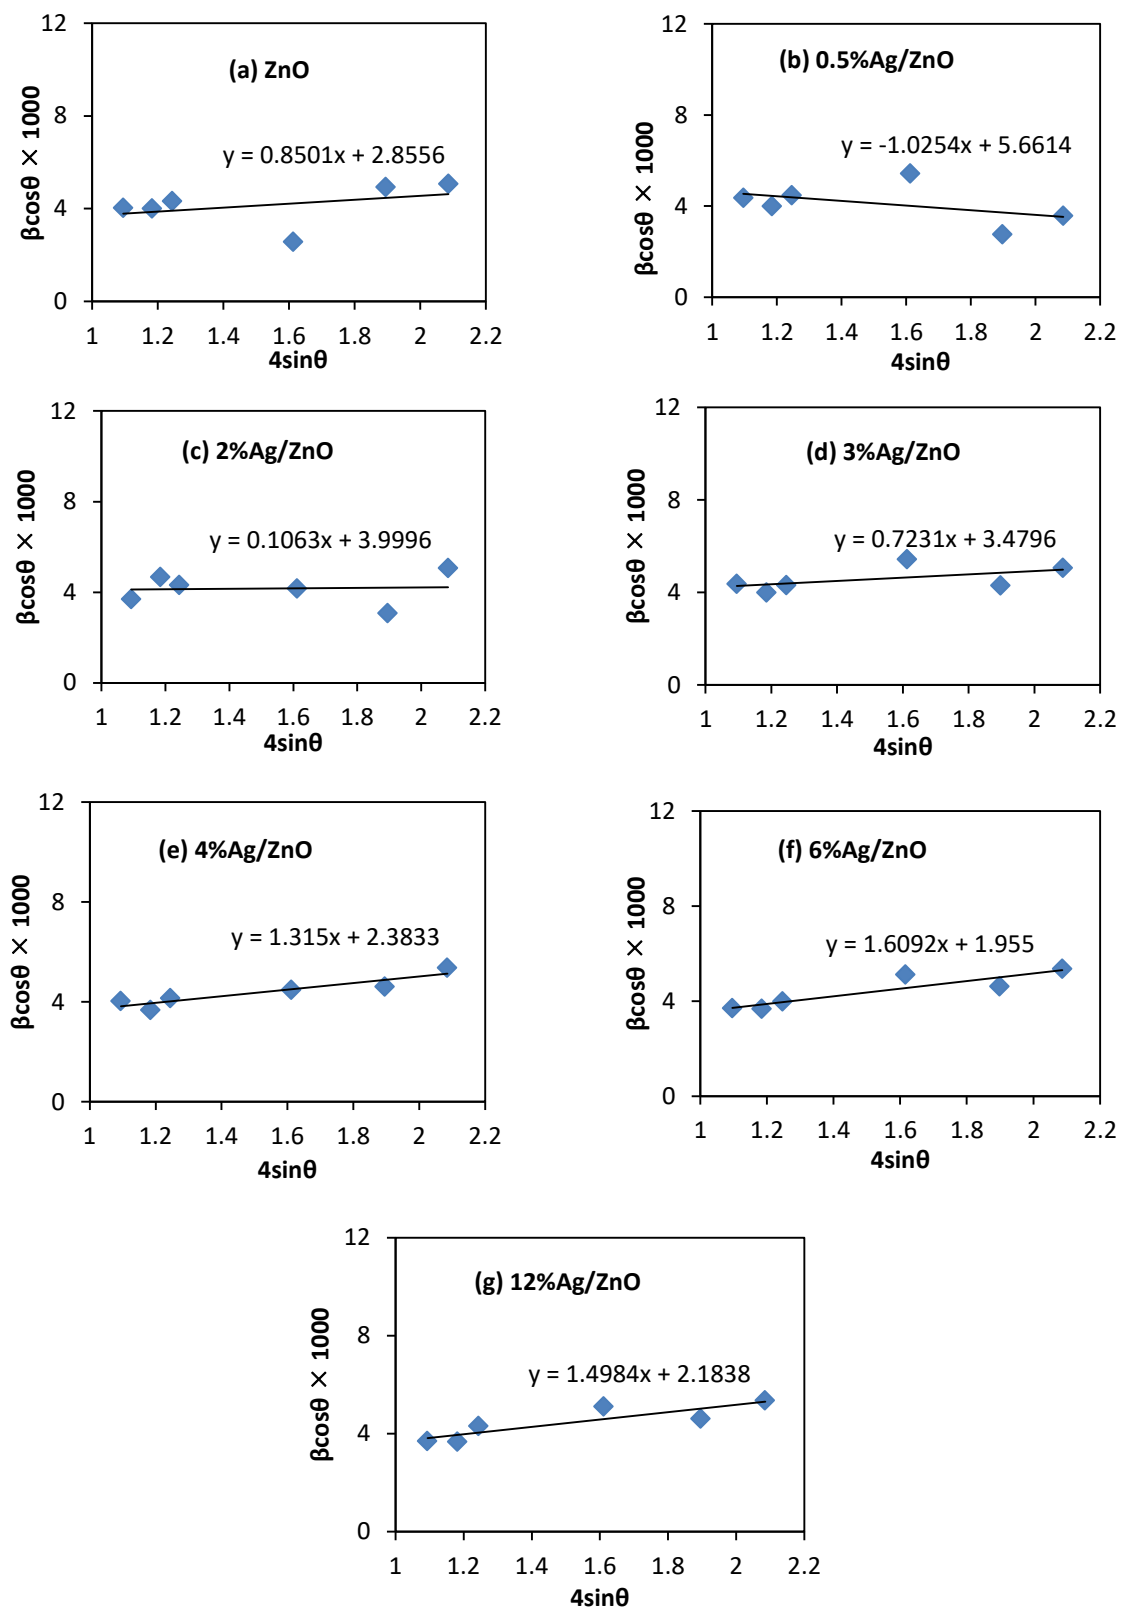 (a) ZnO
y = 0.8501x + 2.8556
βcosθ × 1000
12
8
4
0
1 1.2 1.4 1.6 1.8 2 2.2
4sinθ
(b) 0.5%Ag/ZnO
y = -1.0254x + 5.6614
βcosθ × 1000
12
8
4
0
1 1.2 1.4 1.6 1.8 2 2.2
4sinθ
(c) 2%Ag/ZnO
y = 0.1063x + 3.9996
βcosθ × 1000
12
8
4
0
1 1.2 1.4 1.6 1.8 2 2.2
4sinθ
(d) 3%Ag/ZnO
y = 0.7231x + 3.4796
βcosθ × 1000
12
8
4
0
1 1.2 1.4 1.6 1.8 2 2.2
4sinθ
(e) 4%Ag/ZnO
y = 1.315x + 2.3833
βcosθ × 1000
12
8
4
0
1 1.2 1.4 1.6 1.8 2 2.2
4sinθ
(f) 6%Ag/ZnO
y = 1.6092x + 1.955
βcosθ × 1000
12
8
4
0
1 1.2 1.4 1.6 1.8 2 2.2
4sinθ
(g) 12%Ag/ZnO
y = 1.4984x + 2.1838
βcosθ × 1000
12
8
4
0
1 1.2 1.4 1.6 1.8 2 2.2
4sinθ